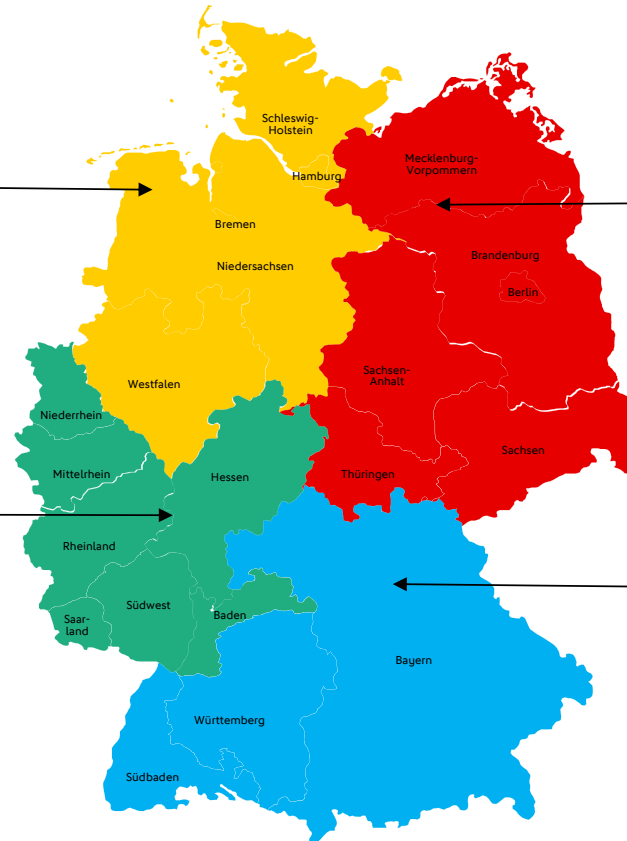 Schleswig-
Holstein
Mecklenburg-
Vorpommern
Hamburg
Bremen
Brandenburg
Niedersachsen
Berlin
Sachsen-
Anhalt
Westfalen
Niederrhein
Sachsen
Mittelrhein
Hessen
Thüringen
Rheinland
Südwest
Baden
Saar-
land
Bayern
Württemberg
Südbaden